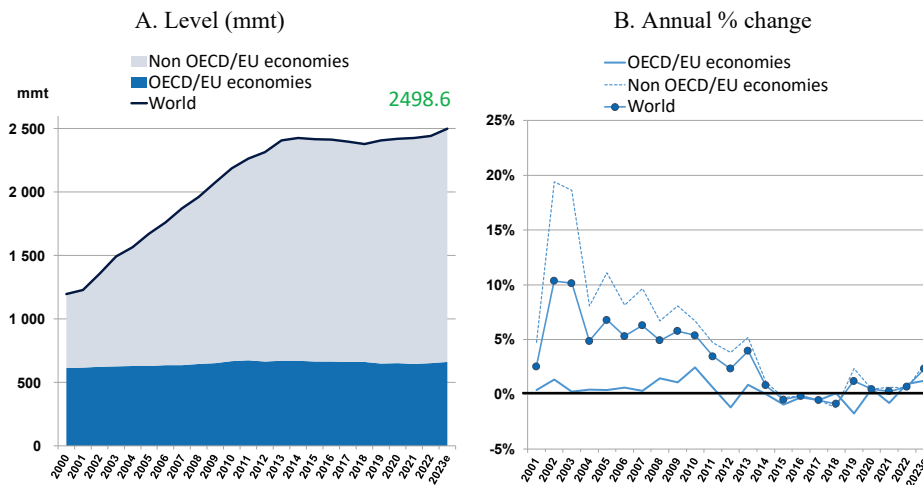 A. Level (mmt)
Non OECD/EU economies
OECD/EU economies
World
mmt
2498.6
2 500
2 000
1 500
1 000
500
0
2000 2001 2002 2003 2004 2005 2006 2007 2008 2009 2010 2011 2012 2013 2014 2015 2016 2017 2018 2019 2020 2021 2022 2023e
B. Annual % change
OECD/EU economies
Non OECD/EU economies
World
25%
20%
15%
10%
5%
0%
-5%
2001 2002 2003 2004 2005 2006 2007 2008 2009 2010 2011 2012 2013 2014 2015 2016 2017 2018 2019 2020 2021 2022 2023e